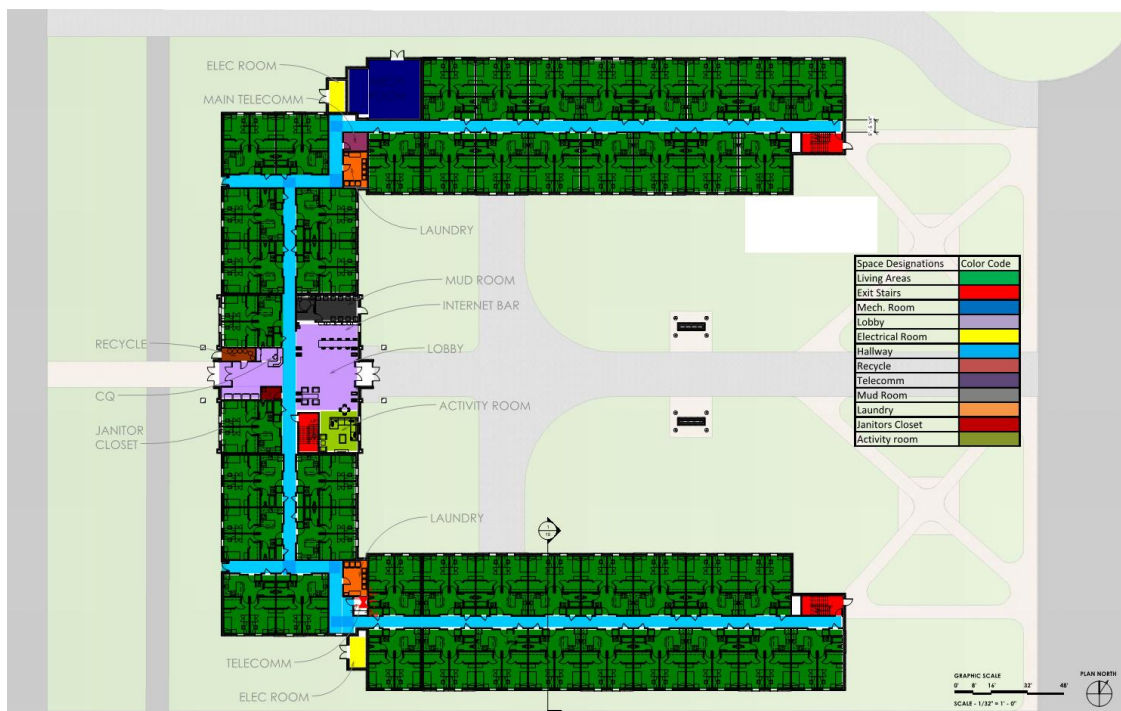 ELEC ROOM
MAIN TELECOMM
LAUNDRY
MUD ROOM
INTERNET BAR
RECYCLE
LOBBY
CQ
ACTIVITY ROOM
JANITOR
CLOSET
LAUNDRY
TELECOMM
ELEC ROOM
Space Designations Color Code
Living Areas
Exit Stairs
Mech. Room
Lobby
Electrical Room
Hallway
Recycle
Telecomm
Mud Room
Laundry
Janitors Closet
Activity room
GRAPHIC SCALE
0' 8' 16' 32' 48'
SCALE - 1/32" = 1' - 0"
PLAN NORTH